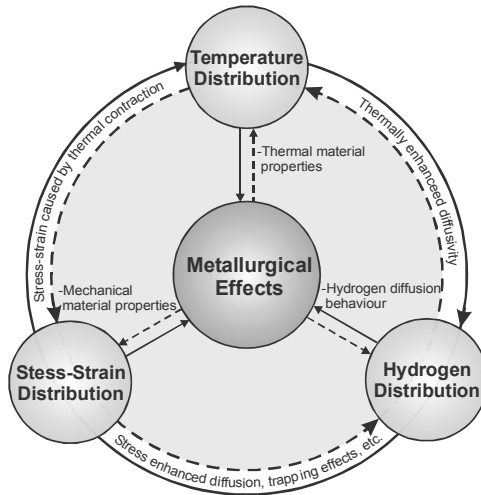 Temperature
Distribution
Stress-strain caused by thermal contraction
Thermally enhanceed diffusivity
-Thermal material
properties
Metallurgical
Effects
-Mechanical
material properties
-Hydrogen diffusion
behaviour
Stess-Strain
Distribution
Hydrogen
Distribution
Stress enhanced diffusion, trapping effects, etc.